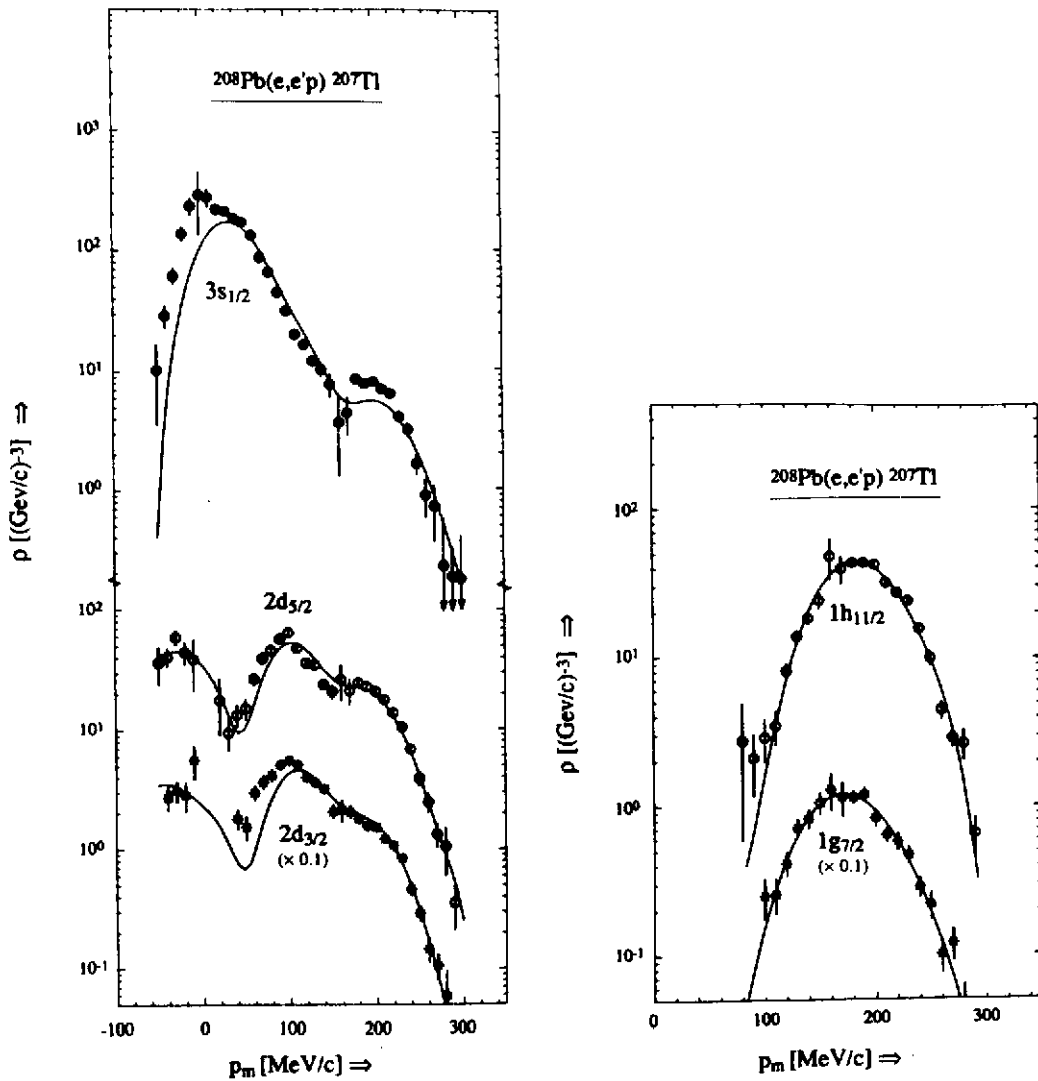 ²⁰⁸Pb(e,e'p) ²⁰⁷Tl
10³
10²
10¹
10⁰
10²
10¹
10⁰
10⁻¹
ρ [(Gev/c)⁻³] ⇒
3s₁/₂
2d₅/₂
2d₃/₂
(× 0.1)
-100
0
100
200
300
pₘ [MeV/c] ⇒
²⁰⁸Pb(e,e'p) ²⁰⁷Tl
10²
10¹
10⁰
10⁻¹
ρ [(Gev/c)⁻³] ⇒
1h₁₁/₂
1g₇/₂
(× 0.1)
0
100
200
300
pₘ [MeV/c] ⇒